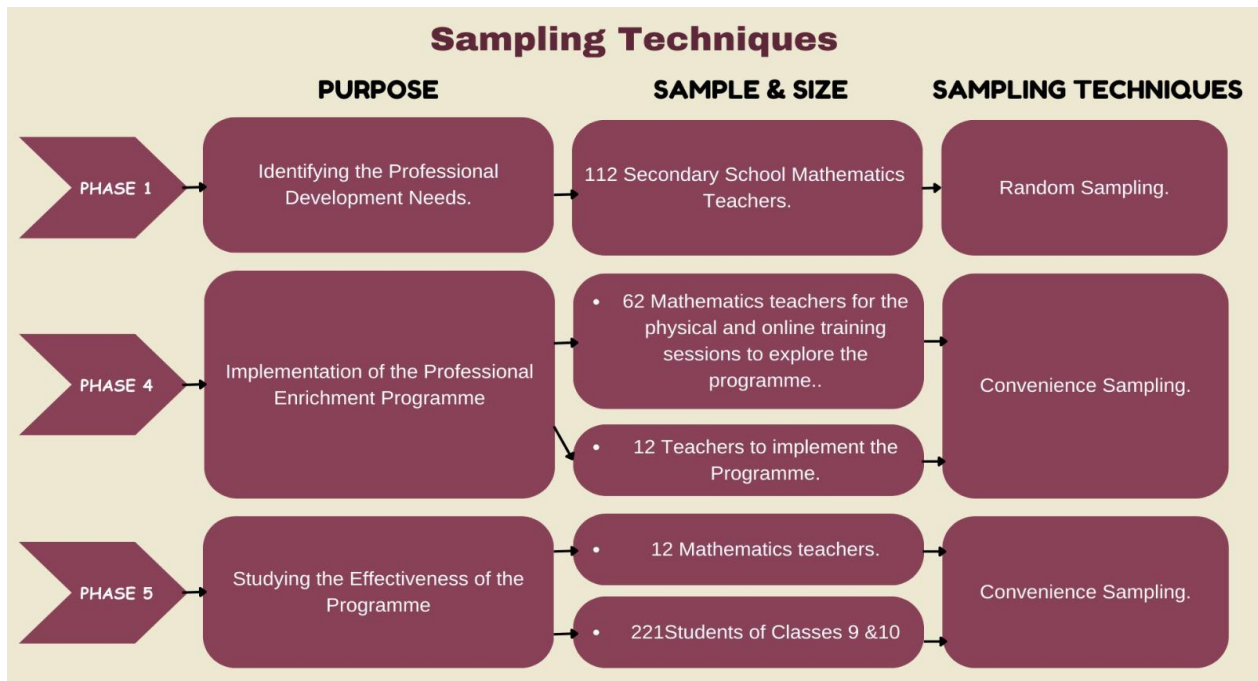 Sampling Techniques
PURPOSE
SAMPLE & SIZE
SAMPLING TECHNIQUES
PHASE 1
Identifying the Professional
Development Needs.
112 Secondary School Mathematics
Teachers.
Random Sampling.
PHASE 4
Implementation of the Professional
Enrichment Programme
• 62 Mathematics teachers for the
physical and online training
sessions to explore the
programme..
• 12 Teachers to implement the
Programme.
Convenience Sampling.
PHASE 5
Studying the Effectiveness of the
Programme
• 12 Mathematics teachers.
• 221Students of Classes 9 &10
Convenience Sampling.